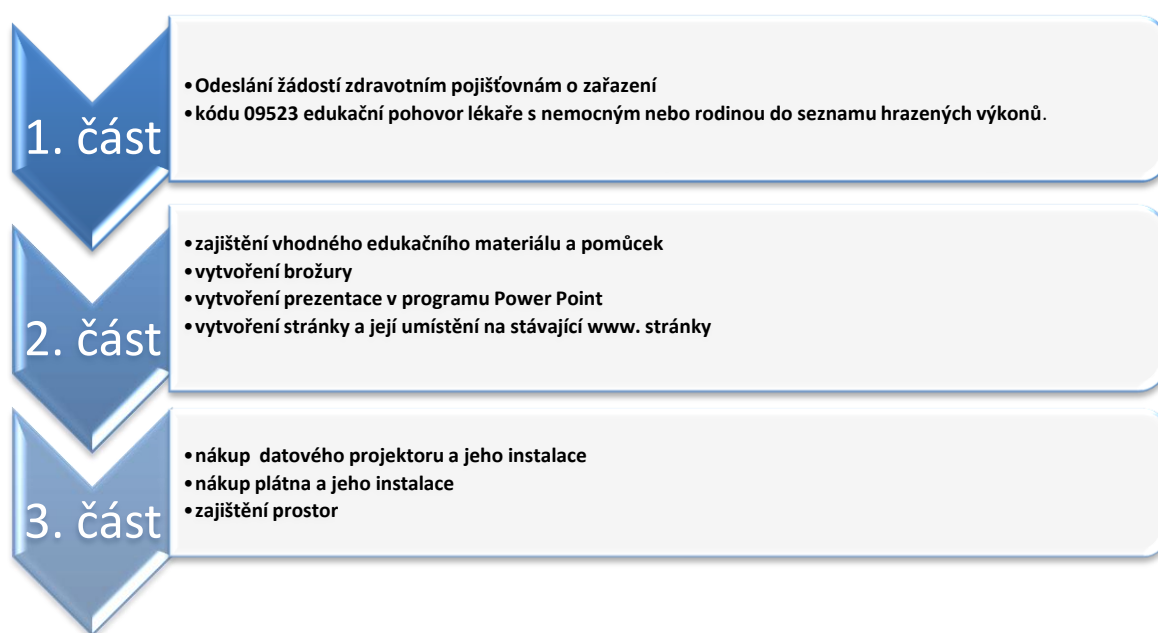 1. část
•Odeslání žádostí zdravotním pojišťovnám o zařazení
•kódu 09523 edukační pohovor lékaře s nemocným nebo rodinou do seznamu hrazených výkonů.
2. část
•zajištění vhodného edukačního materiálu a pomůcek
•vytvoření brožury
•vytvoření prezentace v programu Power Point
•vytvoření stránky a její umístění na stávající www. stránky
3. část
•nákup datového projektoru a jeho instalace
•nákup plátna a jeho instalace
•zajištění prostor